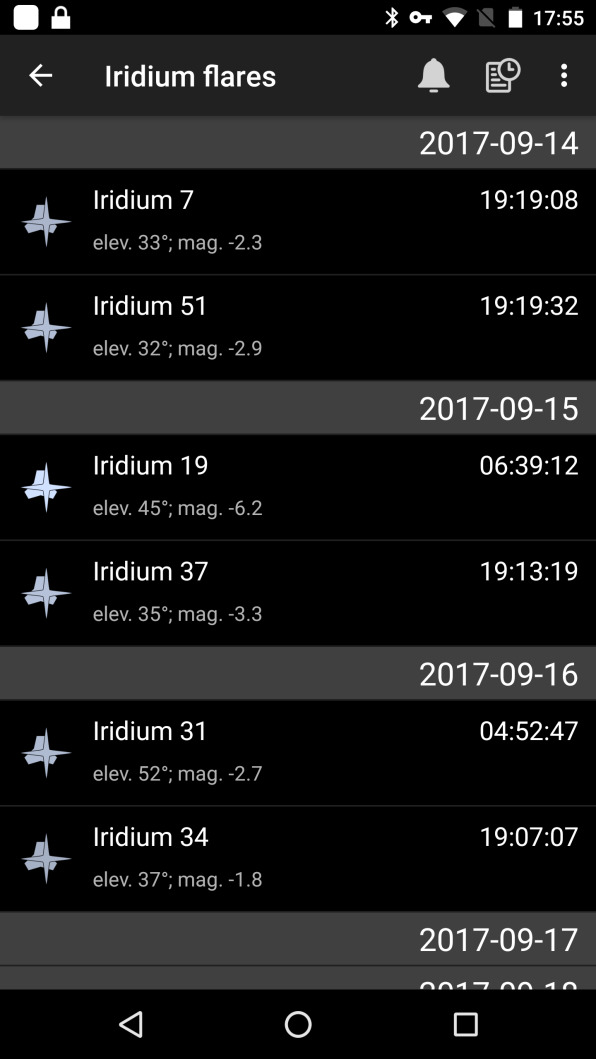 17:55
Iridium flares
2017-09-14
Iridium 7 19:19:08
elev. 33°; mag. -2.3
Iridium 51 19:19:32
elev. 32°; mag. -2.9
2017-09-15
Iridium 19 06:39:12
elev. 45°; mag. -6.2
Iridium 37 19:13:19
elev. 35°; mag. -3.3
2017-09-16
Iridium 31 04:52:47
elev. 52°; mag. -2.7
Iridium 34 19:07:07
elev. 37°; mag. -1.8
2017-09-17